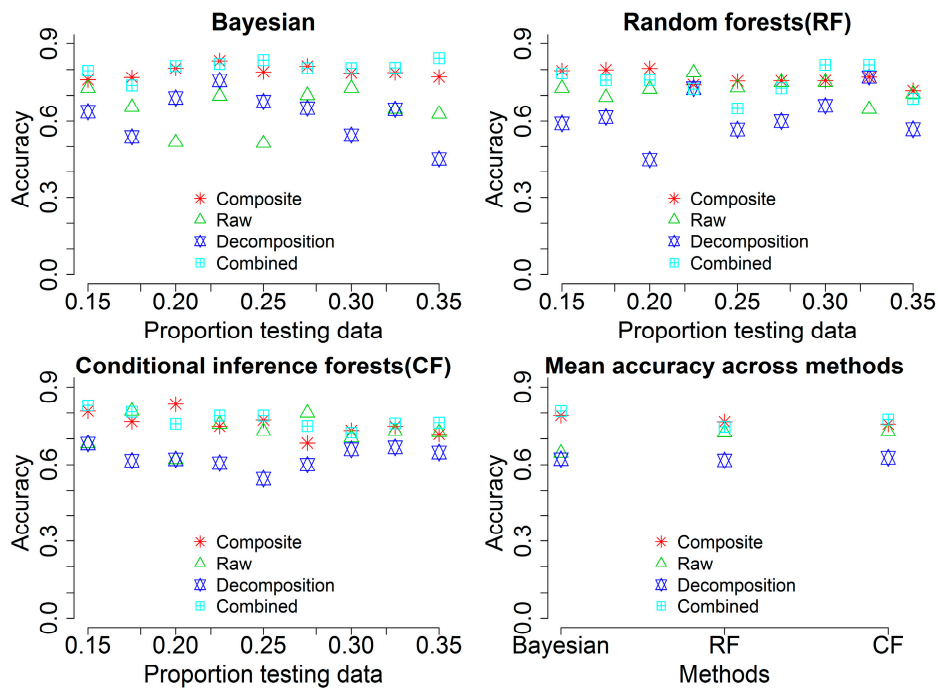 Bayesian
Accuracy
0.9
0.6
0.3
0.0
Composite
Raw
Decomposition
Combined
0.15 0.20 0.25 0.30 0.35
Proportion testing data
Random forests(RF)
Accuracy
0.9
0.6
0.3
0.0
Composite
Raw
Decomposition
Combined
0.15 0.20 0.25 0.30 0.35
Proportion testing data
Conditional inference forests(CF)
Accuracy
0.9
0.6
0.3
0.0
Composite
Raw
Decomposition
Combined
0.15 0.20 0.25 0.30 0.35
Proportion testing data
Mean accuracy across methods
Accuracy
0.9
0.6
0.3
0.0
Composite
Raw
Decomposition
Combined
Bayesian RF CF
Methods